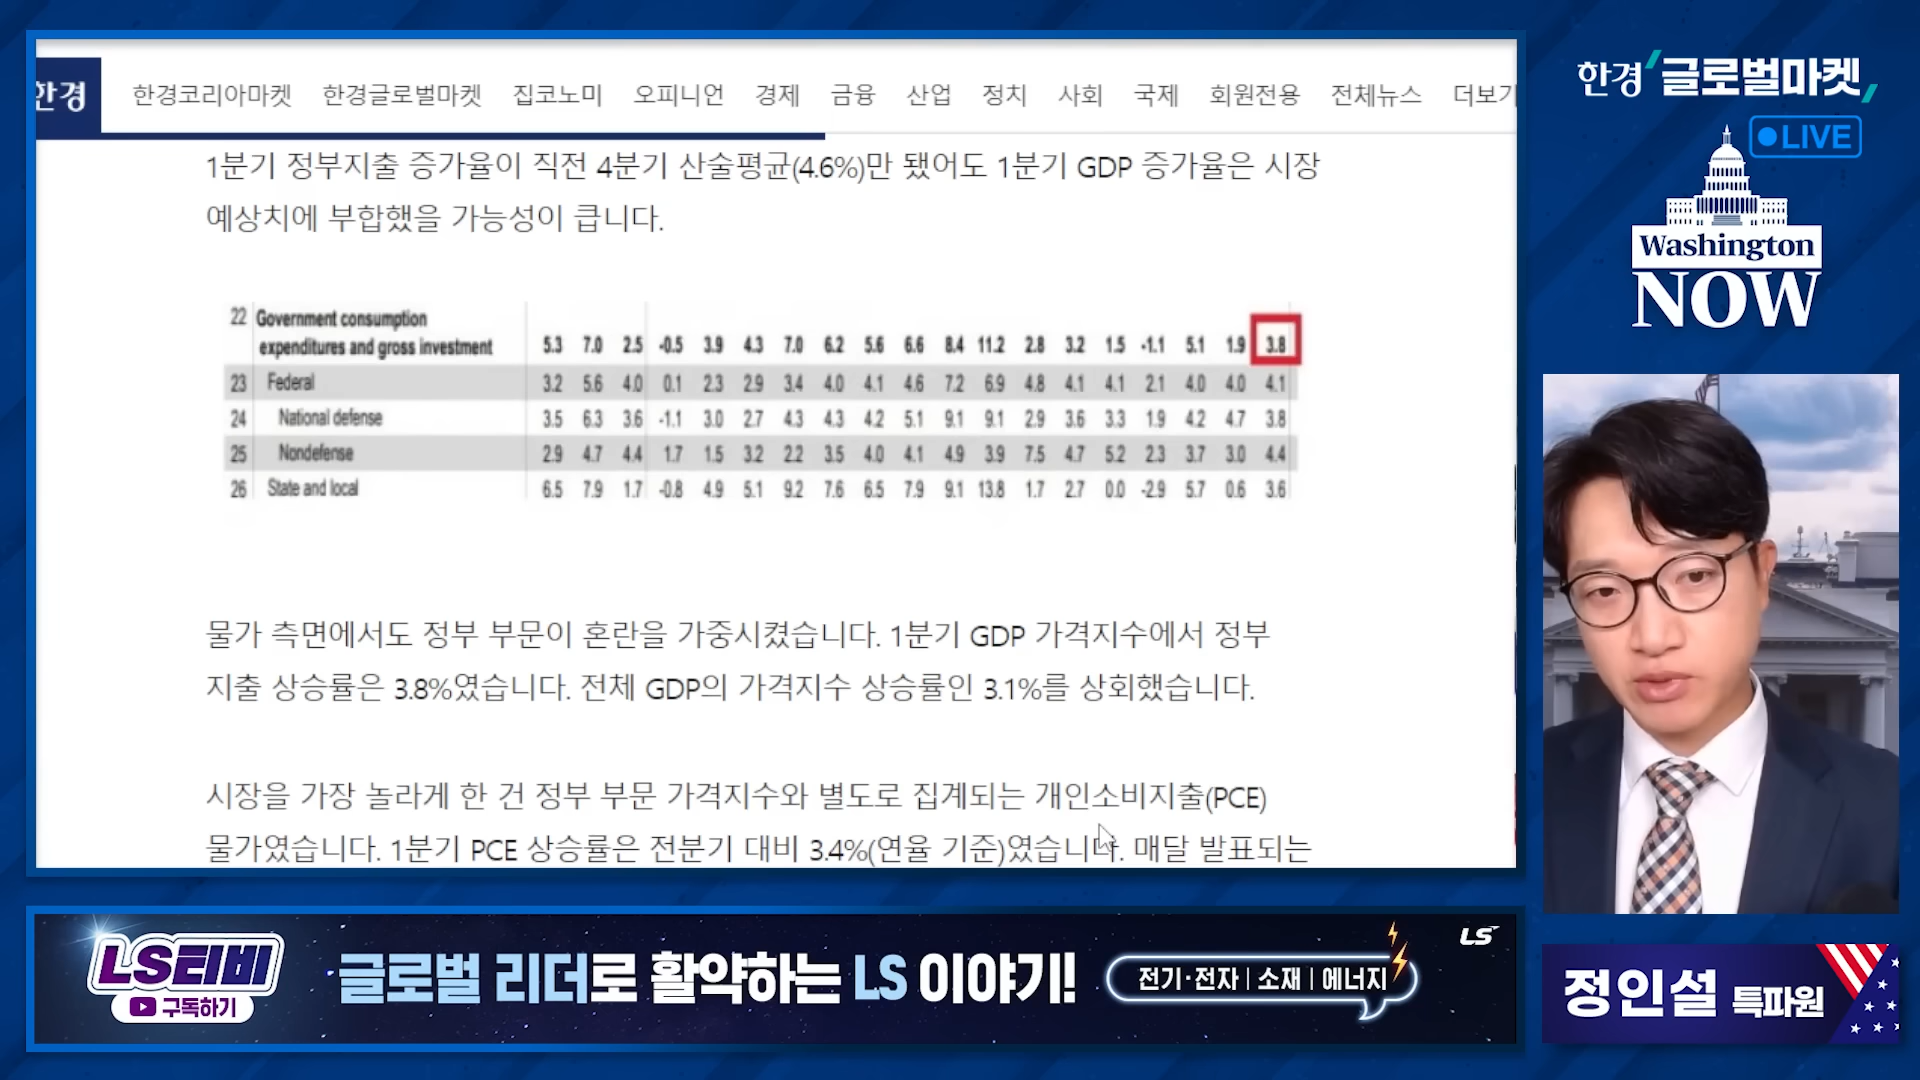 한경
한경코리아마켓 한경글로벌마켓 집코노미 오피니언 경제 금융 산업 정치 사회 국제 회원전용 전체뉴스 더보기
1분기 정부지출 증가율이 직전 4분기 산술평균(4.6%)만 됐어도 1분기 GDP 증가율은 시장
예상치에 부합했을 가능성이 큽니다.
22 Government consumption
expenditures and gross investment 5.3 7.0 2.5 -0.5 3.9 4.3 7.0 6.2 5.6 6.6 8.4 11.2 2.8 3.2 1.5 -1.1 5.1 1.9 3.8
23 Federal 3.2 5.6 4.0 0.1 2.3 2.9 3.4 4.0 4.1 4.6 7.2 6.9 4.8 4.1 4.1 2.1 4.0 4.0 4.1
24 National defense 3.5 6.3 3.6 -1.1 3.0 2.7 4.3 4.3 4.2 5.1 9.1 9.1 2.9 3.6 3.3 1.9 4.2 4.7 3.8
25 Nondefense 2.9 4.7 4.4 1.7 1.5 3.2 2.2 3.5 4.0 4.1 4.9 3.9 7.5 4.7 5.2 2.3 3.7 3.0 4.4
26 State and local 6.5 7.9 1.7 -0.8 4.9 5.1 9.2 7.6 6.5 7.9 9.1 13.8 1.7 2.7 0.0 -2.9 5.7 0.6 3.6
물가 측면에서도 정부 부문이 혼란을 가중시켰습니다. 1분기 GDP 가격지수에서 정부
지출 상승률은 3.8%였습니다. 전체 GDP의 가격지수 상승률인 3.1%를 상회했습니다.
시장을 가장 놀라게 한 건 정부 부문 가격지수와 별도로 집계되는 개인소비지출(PCE)
물가였습니다. 1분기 PCE 상승률은 전분기 대비 3.4%(연율 기준)였습니다. 매달 발표되는
한경 글로벌마켓
LIVE
Washington
NOW
정인설 특파원
LS티비
구독하기
글로벌 리더로 활약하는 LS 이야기!
전기·전자 | 소재 | 에너지
LS